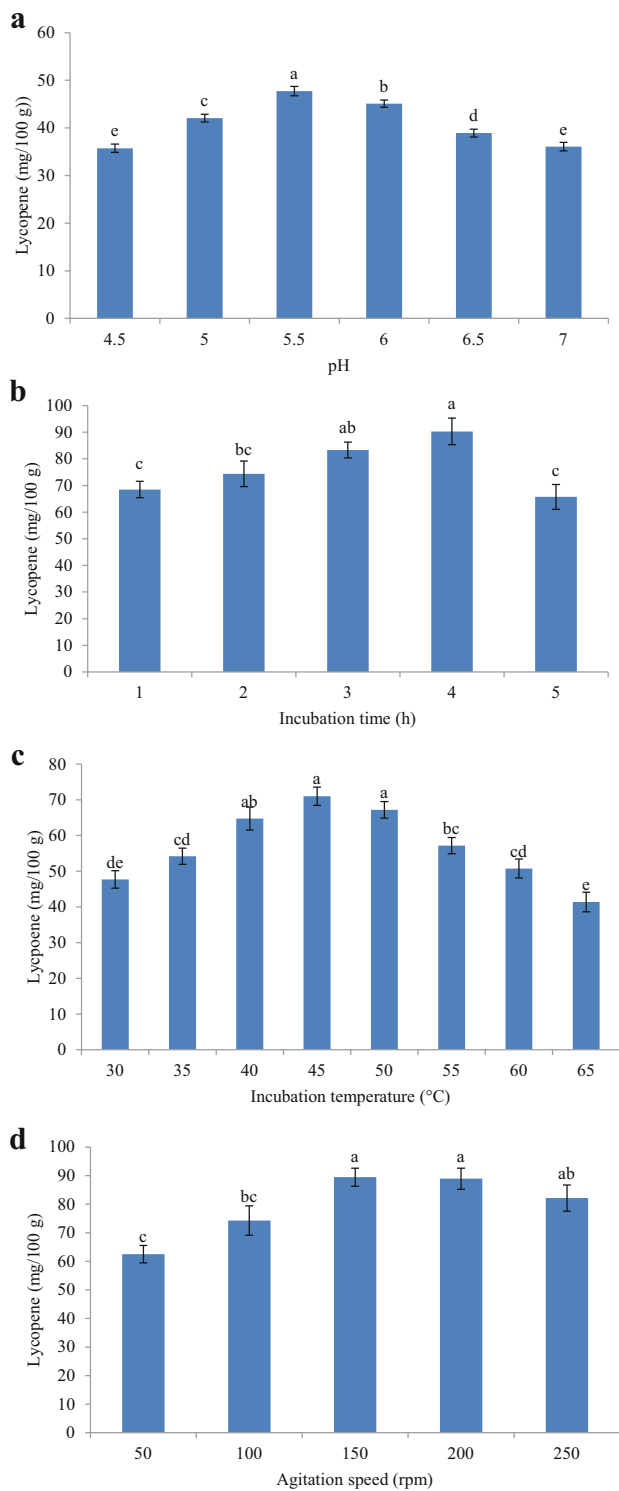 a
60
50
40
30
20
10
0
Lycopene (mg/100 g))
e
c
a
b
d
e
4.5 5 5.5 6 6.5 7
pH
b
100
90
80
70
60
50
40
30
20
10
0
Lycopene (mg/100 g)
c
bc
ab
a
c
1 2 3 4 5
Incubation time (h)
c
80
70
60
50
40
30
20
10
0
Lycpoene (mg/100 g)
de
cd
ab
a
a
bc
cd
e
30 35 40 45 50 55 60 65
Incubation temperature (°C)
d
100
90
80
70
60
50
40
30
20
10
0
Lycopene (mg/100 g)
c
bc
a
a
ab
50 100 150 200 250
Agitation speed (rpm)